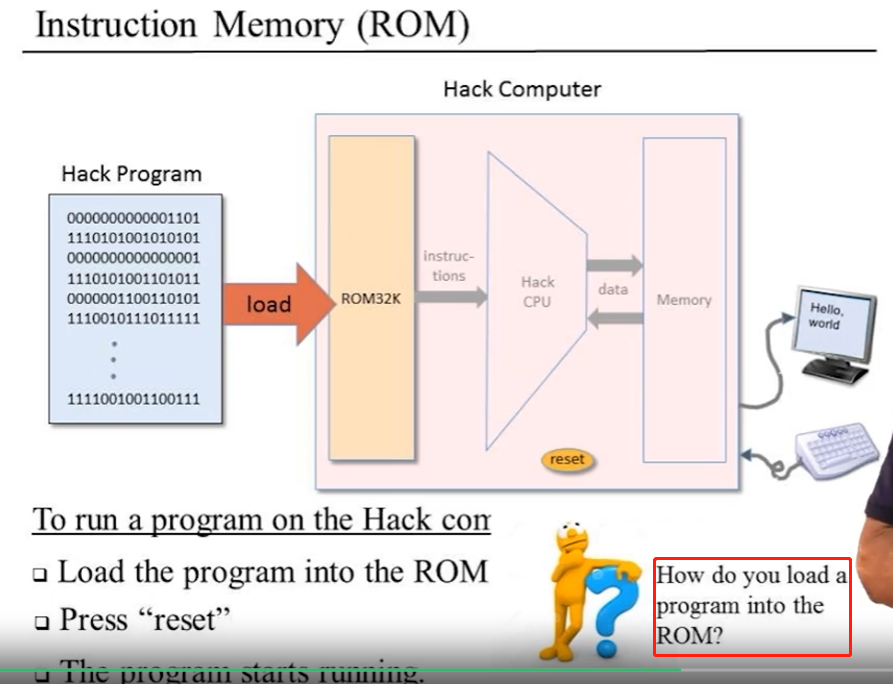 Instruction Memory (ROM)
Hack Computer
Hack Program
0000000000001101
1110101001010101
0000000000000001
1110101001101011
0000001100110101
1110010111011111
1111001001100111
load
ROM32K
instruc-
tions
Hack
CPU
data
Memory
reset
Hello,
world
To run a program on the Hack com
Load the program into the ROM
Press “reset”
The program starts running.
How do you load a
program into the
ROM?